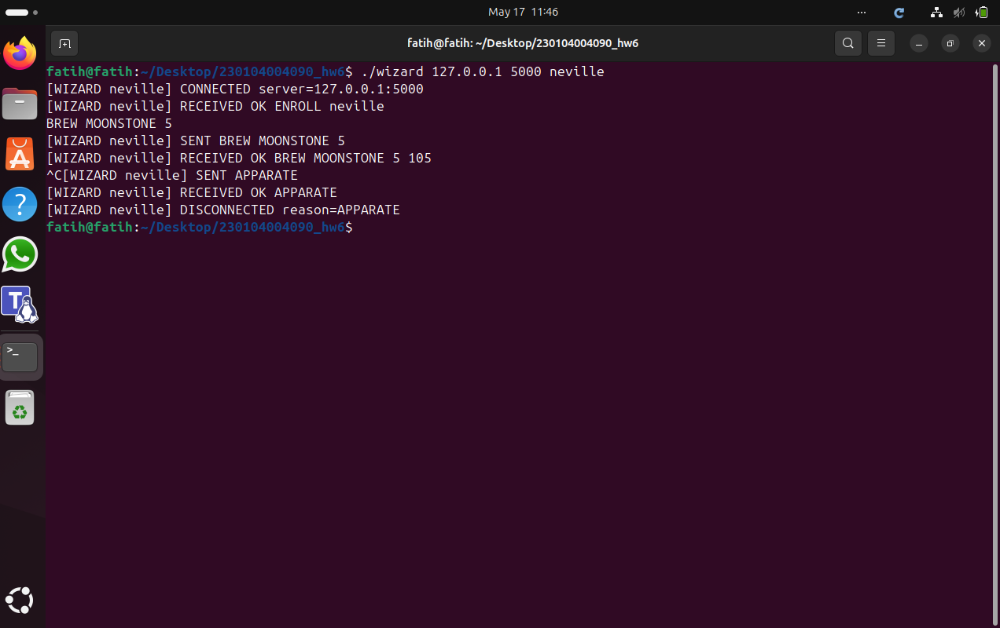 May 17 11:46
fatih@fatih: ~/Desktop/230104004090_hw6
fatih@fatih:~/Desktop/230104004090_hw6$ ./wizard 127.0.0.1 5000 neville
[WIZARD neville] CONNECTED server=127.0.0.1:5000
[WIZARD neville] RECEIVED OK ENROLL neville
BREW MOONSTONE 5
[WIZARD neville] SENT BREW MOONSTONE 5
[WIZARD neville] RECEIVED OK BREW MOONSTONE 5 105
^C[WIZARD neville] SENT APPARATE
[WIZARD neville] RECEIVED OK APPARATE
[WIZARD neville] DISCONNECTED reason=APPARATE
fatih@fatih:~/Desktop/230104004090_hw6$